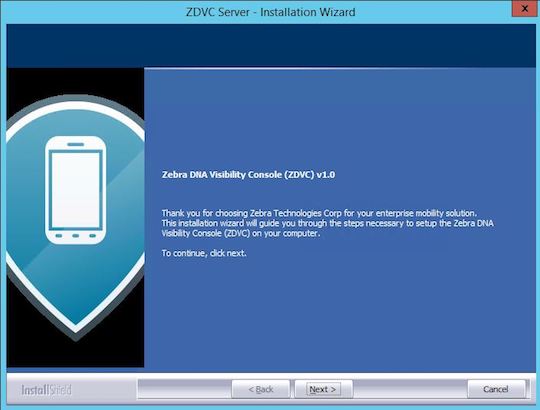 ZDVC Server - Installation Wizard
x
Zebra DNA Visibility Console (ZDVC) v1.0
Thank you for choosing Zebra Technologies Corp for your enterprise mobility solution.
This installation wizard will guide you through the steps necessary to setup the Zebra DNA
Visibility Console (ZDVC) on your computer.
To continue, click next.
InstallShield
< Back
Next >
Cancel